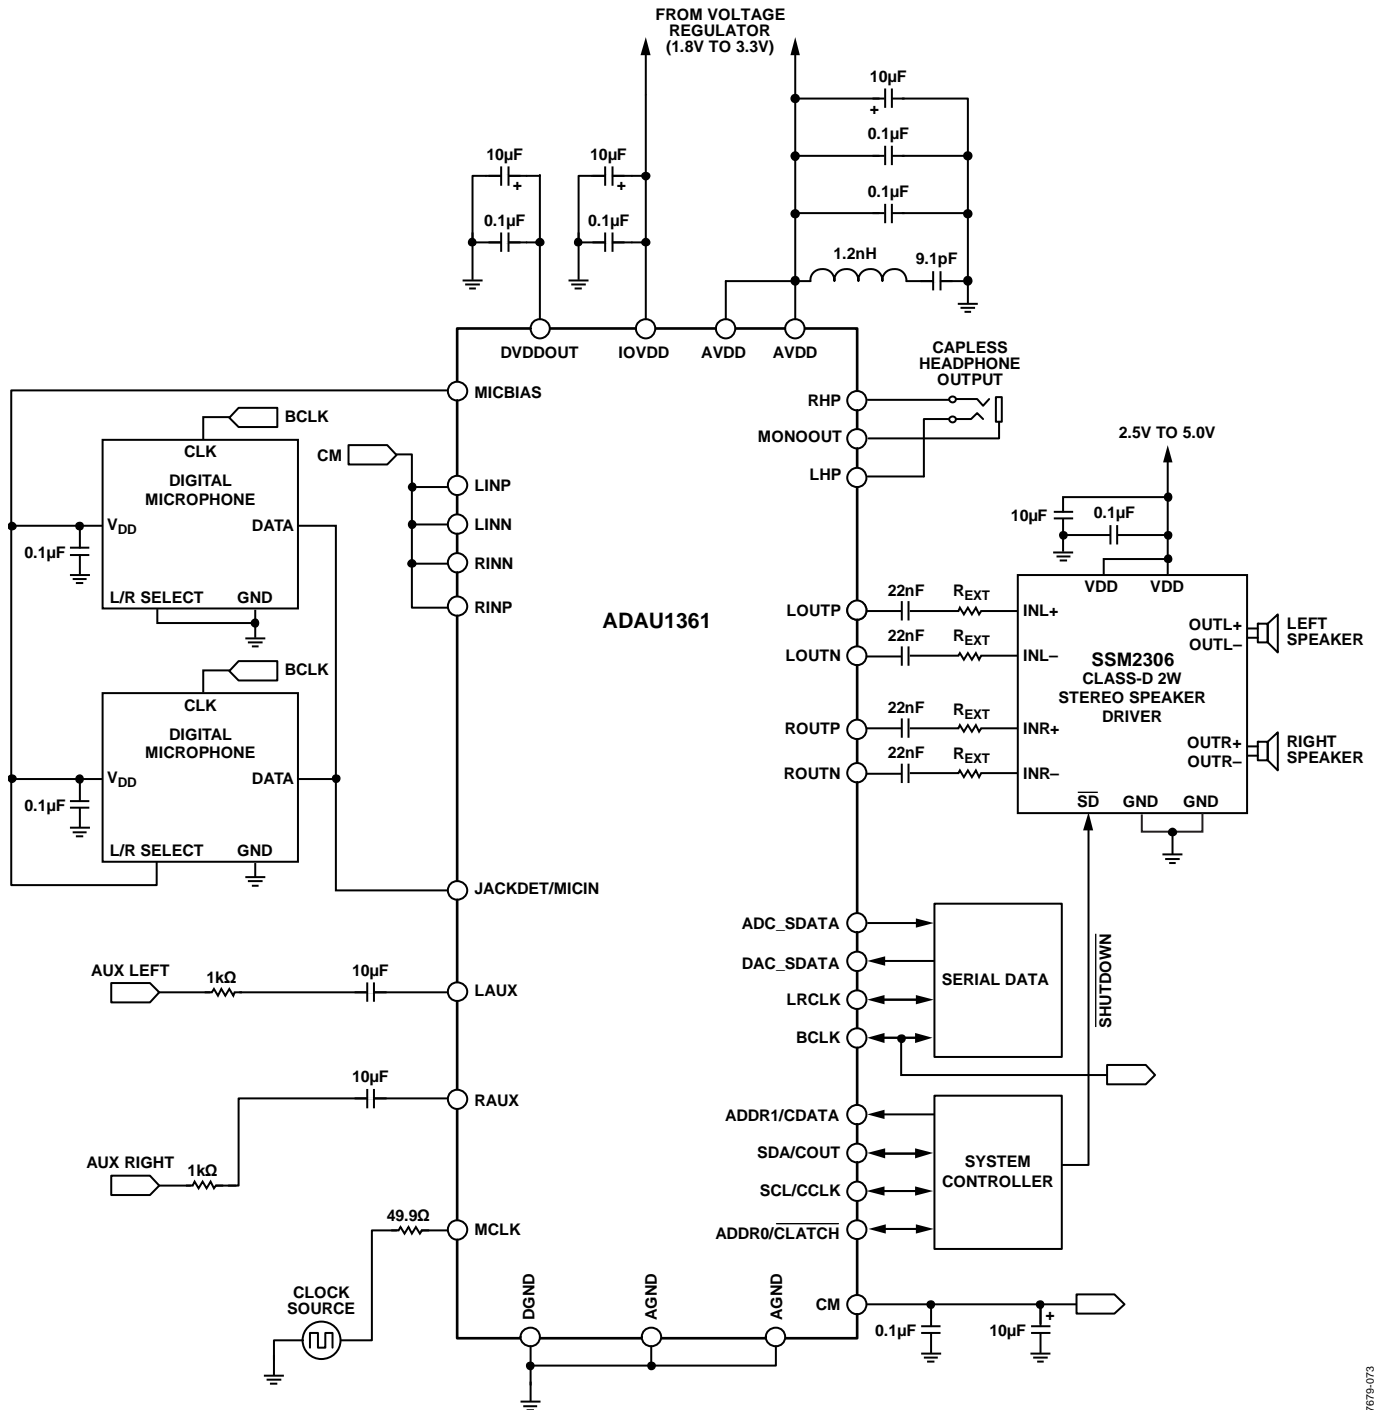 FROM VOLTAGE
REGULATOR
(1.8V TO 3.3V)
10µF
+
0.1µF
0.1µF
10µF
+
10µF
+
0.1µF
0.1µF
1.2nH
9.1pF
DVDDOUT
IOVDD
AVDD
AVDD
MICBIAS
BCLK
CLK
DIGITAL
MICROPHONE
VDD
DATA
0.1µF
L/R SELECT
GND
CM
LINP
LINN
RINN
RINP
BCLK
CLK
DIGITAL
MICROPHONE
VDD
DATA
0.1µF
L/R SELECT
GND
JACKDET/MICIN
AUX LEFT
1kΩ
10µF
LAUX
10µF
RAUX
AUX RIGHT
1kΩ
49.9Ω
MCLK
CLOCK
SOURCE
ADAU1361
DGND
AGND
AGND
CAPLESS
HEADPHONE
OUTPUT
RHP
MONOOUT
LHP
2.5V TO 5.0V
10µF
0.1µF
VDD
VDD
LOUTP
22nF
REXT
INL+
LOUTN
22nF
REXT
INL–
ROUTP
22nF
REXT
INR+
ROUTN
22nF
REXT
INR–
SSM2306
CLASS-D 2W
STEREO SPEAKER
DRIVER
OUTL+
OUTL–
LEFT
SPEAKER
OUTR+
OUTR–
RIGHT
SPEAKER
SD
GND
GND
ADC_SDATA
DAC_SDATA
LRCLK
BCLK
SERIAL DATA
SHUTDOWN
ADDR1/CDATA
SDA/COUT
SCL/CCLK
ADDR0/CLATCH
SYSTEM
CONTROLLER
CM
0.1µF
10µF
+
7679-073